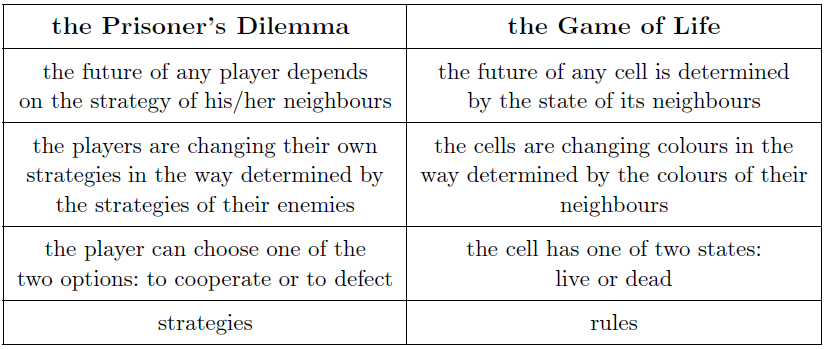 the Prisoner's Dilemma
the Game of Life
the future of any player depends
on the strategy of his/her neighbours
the future of any cell is determined
by the state of its neighbours
the players are changing their own
strategies in the way determined by
the strategies of their enemies
the cells are changing colours in the
way determined by the colours of their
neighbours
the player can choose one of the
two options: to cooperate or to defect
the cell has one of two states:
live or dead
strategies
rules